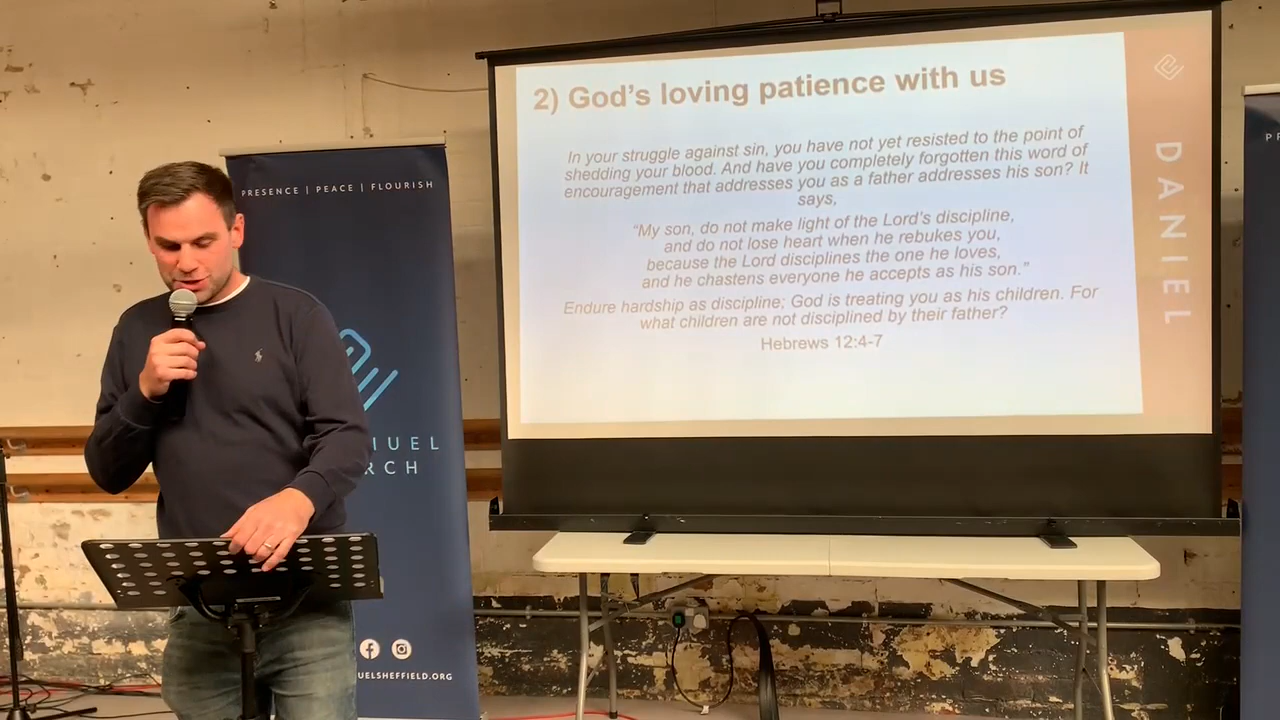 PRESENCE | PEACE | FLOURISH
RCH
UELSHEFFIELD.ORG
2) God's loving patience with us
In your struggle against sin, you have not yet resisted to the point of
shedding your blood. And have you completely forgotten this word of
encouragement that addresses you as a father addresses his son? It
says,
"My son, do not make light of the Lord's discipline,
and do not lose heart when he rebukes you,
because the Lord disciplines the one he loves,
and he chastens everyone he accepts as his son."
Endure hardship as discipline; God is treating you as his children. For
what children are not disciplined by their father?
Hebrews 12:4-7
DANIEL